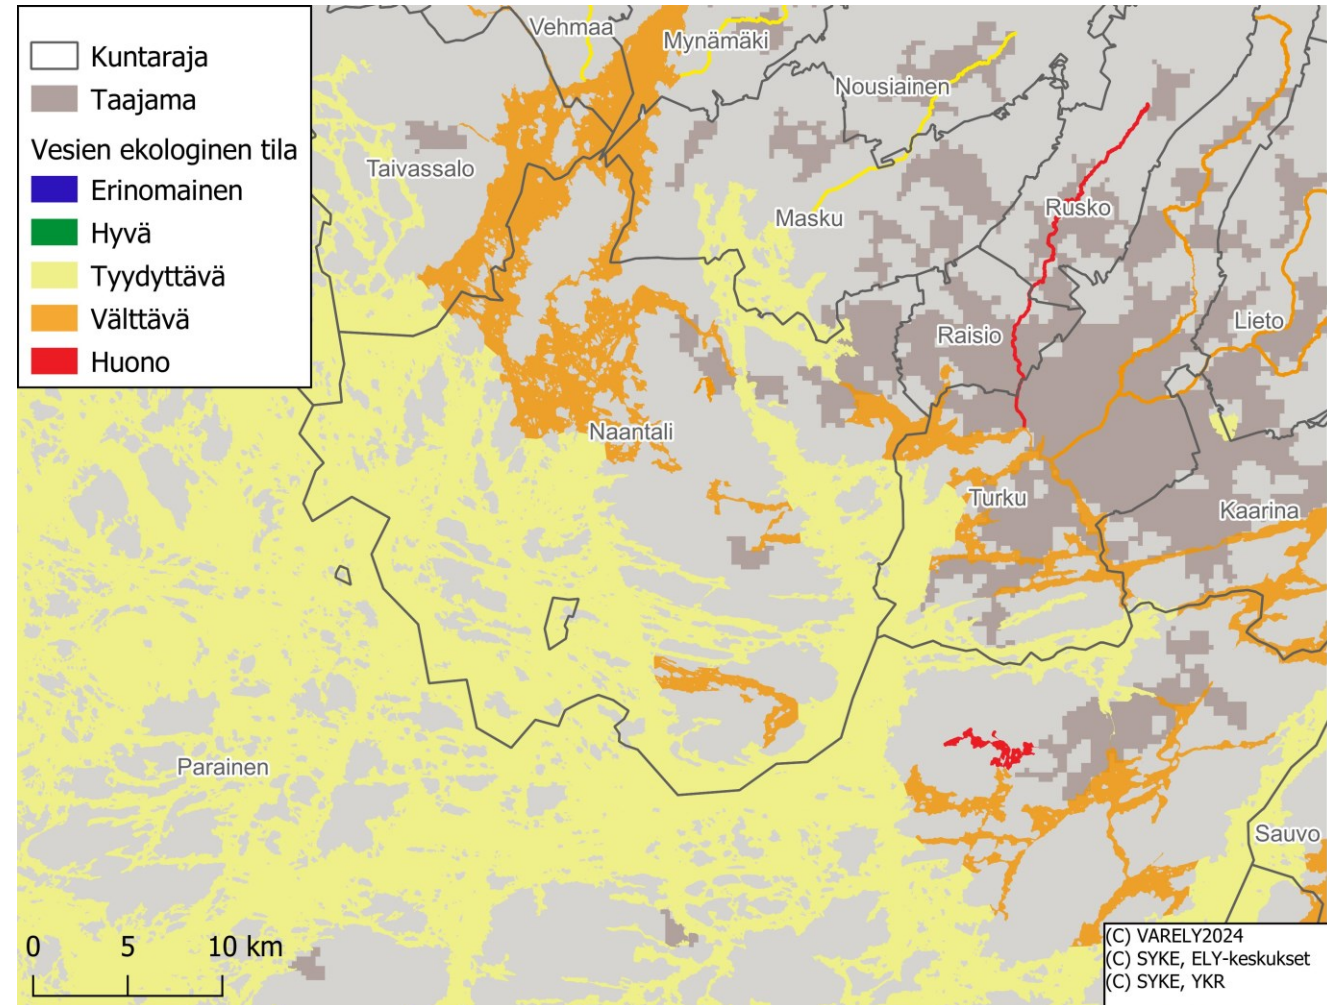 Kuntaraja
Taajama
Vesien ekologinen tila
Erinomainen
Hyvä
Tyydyttävä
Välttävä
Huono
Vehmaa
Mynämäki
Nousiainen
Taivassalo
Masku
Rusko
Raisio
Lieto
Naantali
Turku
Kaarina
Parainen
Sauvo
0 5 10 km
(C) VARELY2024
(C) SYKE, ELY-keskukset
(C) SYKE, YKR